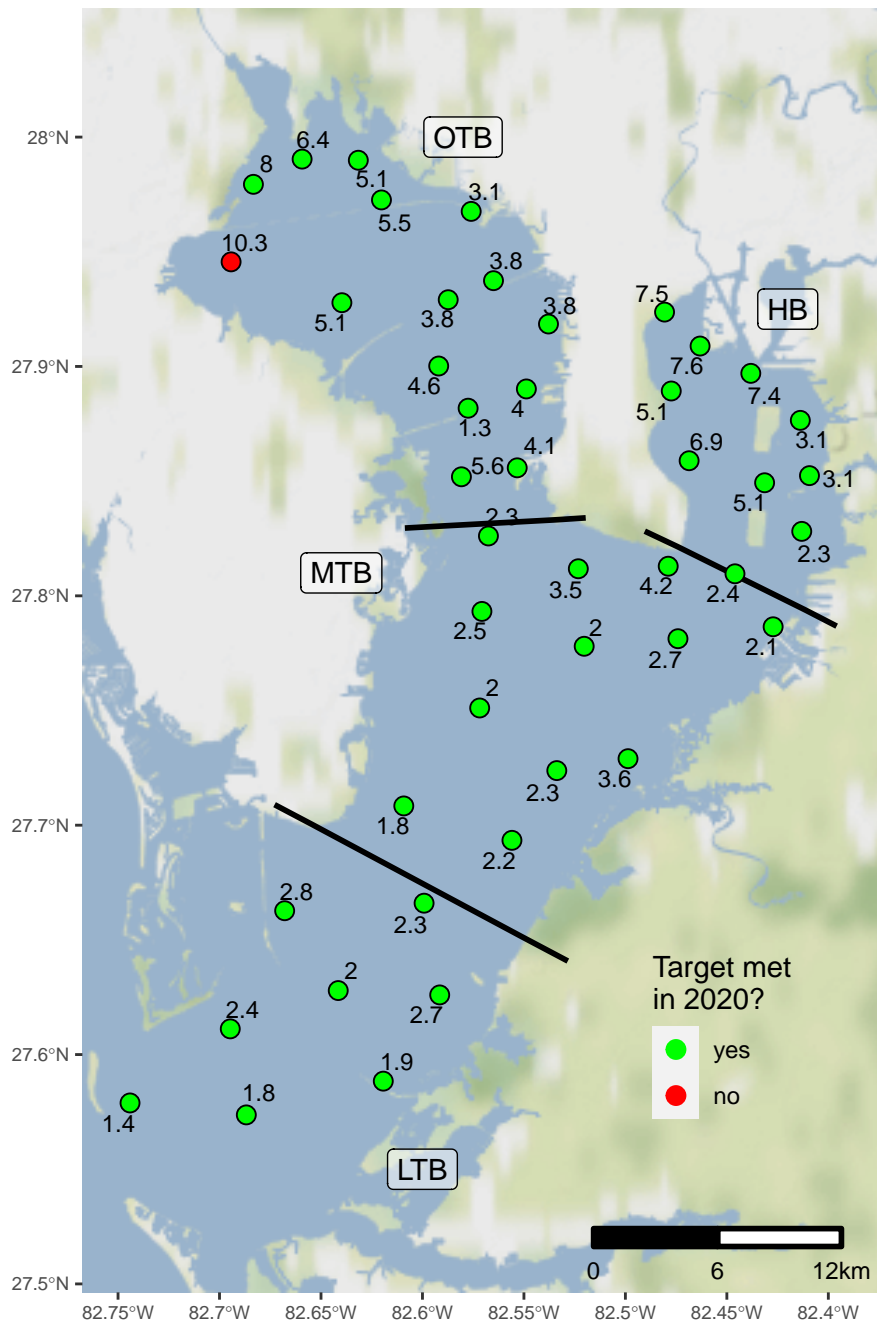 28°N
27.9°N
27.8°N
27.7°N
27.6°N
27.5°N
OTB
6.4
8
5.1
5.5
3.1
10.3
3.8
5.1
3.8
3.8
4.6
4
1.3
4.1
5.6
HB
7.5
7.6
7.4
5.1
3.1
6.9
3.1
5.1
2.3
MTB
2.3
3.5
4.2
2.4
2.5
2
2.7
2.1
2
2.3
3.6
1.8
2.2
2.8
2.3
2
2.7
2.4
1.9
1.4
1.8
LTB
Target met
in 2020?
yes
no
0 6 12km
82.75°W 82.7°W 82.65°W 82.6°W 82.55°W 82.5°W 82.45°W 82.4°W